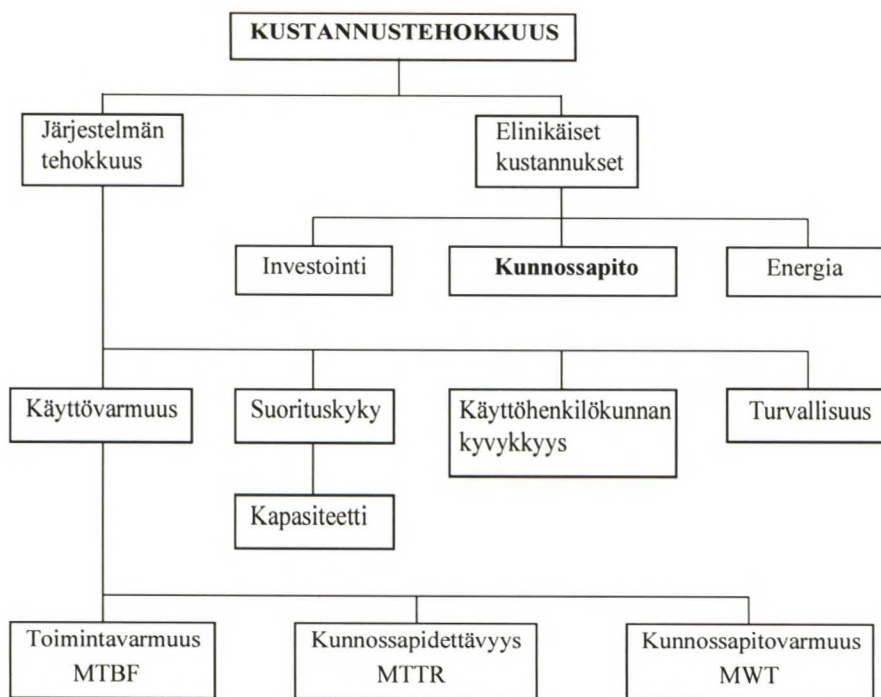 KUSTANNUSTEHOKKUUS
Järjestelmän
tehokkuus
Elinikäiset
kustannukset
Investointi
Kunnossapito
Energia
Käyttövarmuus
Suorituskyky
Käyttöhenkilökunnan
kyvykkyys
Turvallisuus
Kapasiteetti
Toimintavarmuus
MTBF
Kunnossapidettävyys
MTTR
Kunnossapitovarmuus
MWT